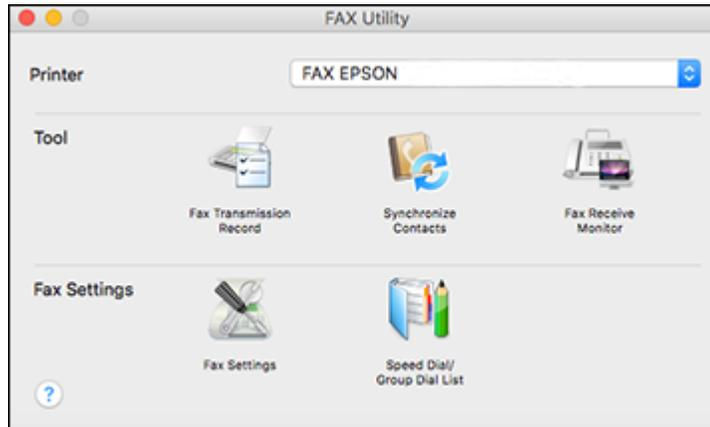 FAX Utility
Printer
FAX EPSON
Tool
Fax Transmission
Record
Synchronize
Contacts
Fax Receive
Monitor
Fax Settings
Fax Settings
Speed Dial/
Group Dial List
?